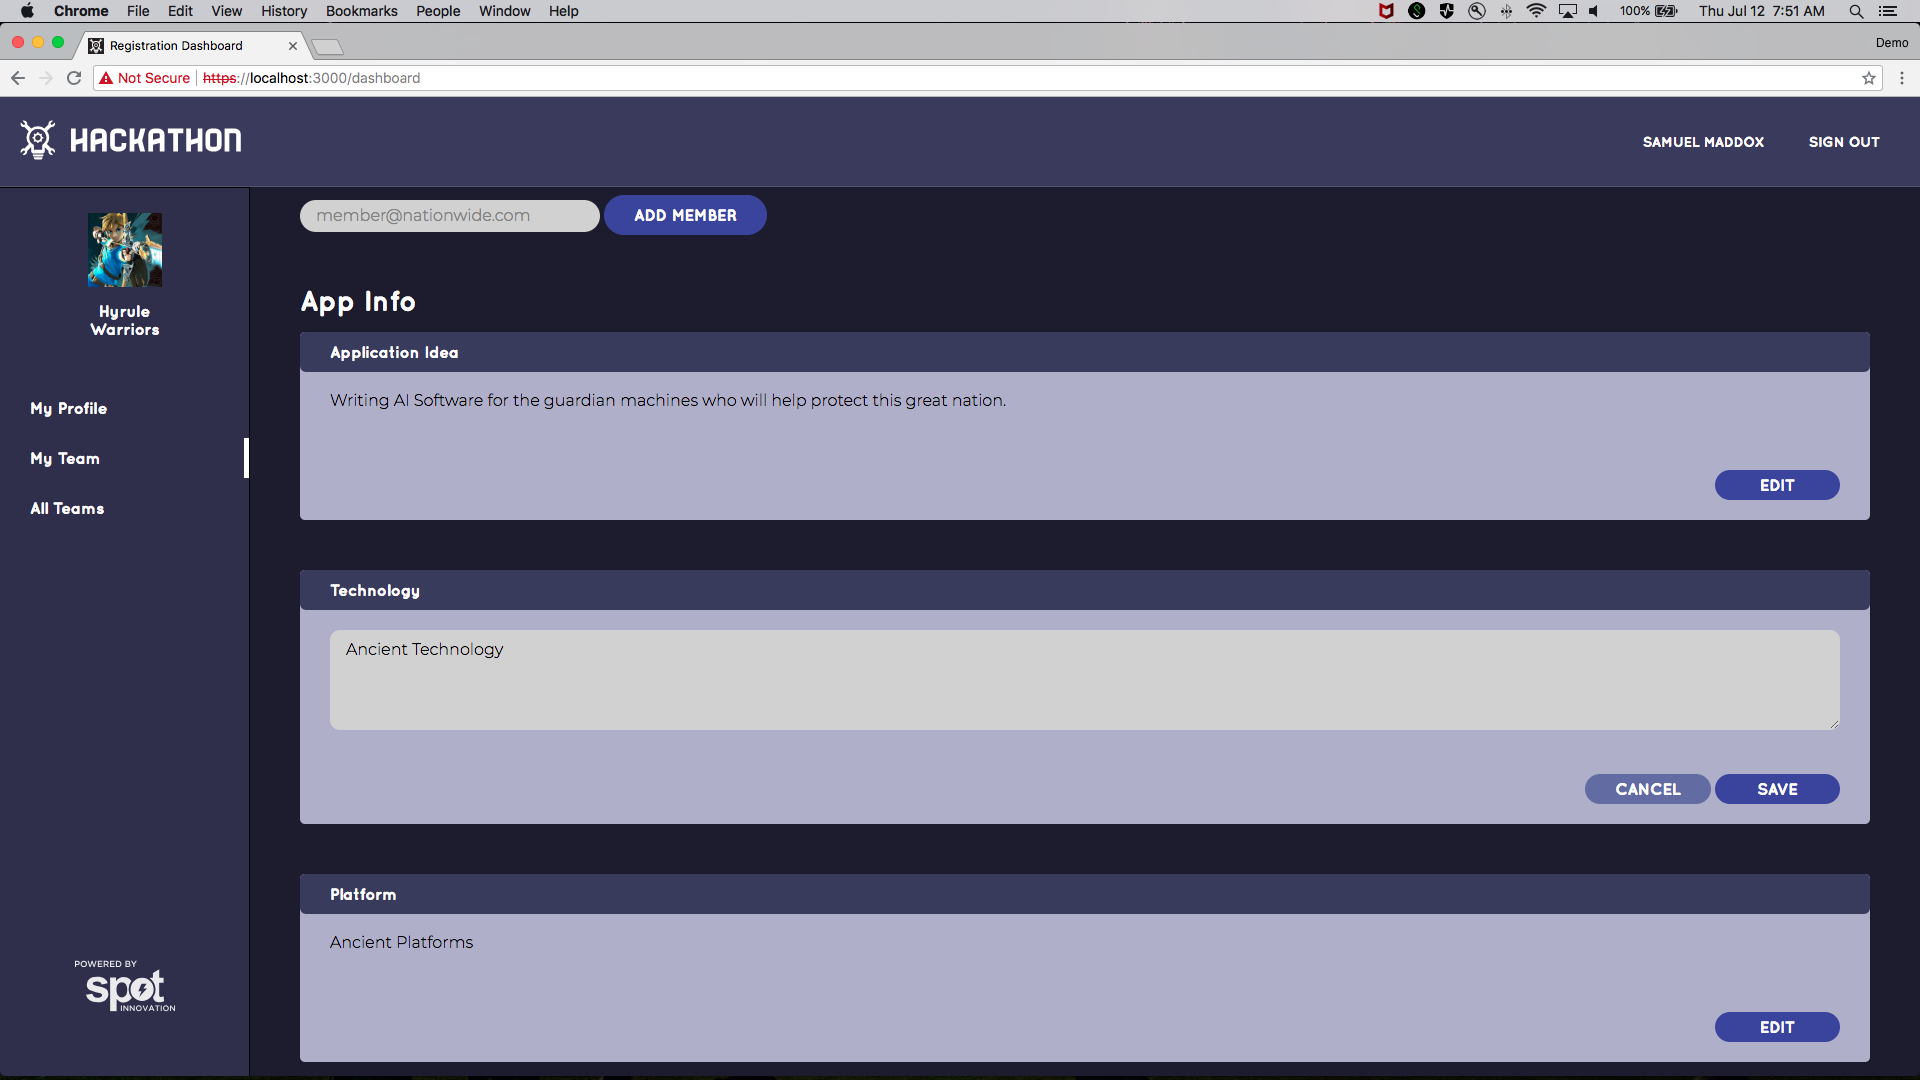 Chrome File Edit View History Bookmarks People Window Help 100% Thu Jul 12 7:51 AM
Registration Dashboard Demo
Not Secure https://localhost:3000/dashboard
HACKATHON SAMUEL MADDOX SIGN OUT
member@nationwide.com ADD MEMBER
Hyrule
Warriors
My Profile
My Team
All Teams
POWERED BY
spot
INNOVATION
App Info
Application Idea
Writing AI Software for the guardian machines who will help protect this great nation.
EDIT
Technology
Ancient Technology
CANCEL SAVE
Platform
Ancient Platforms
EDIT